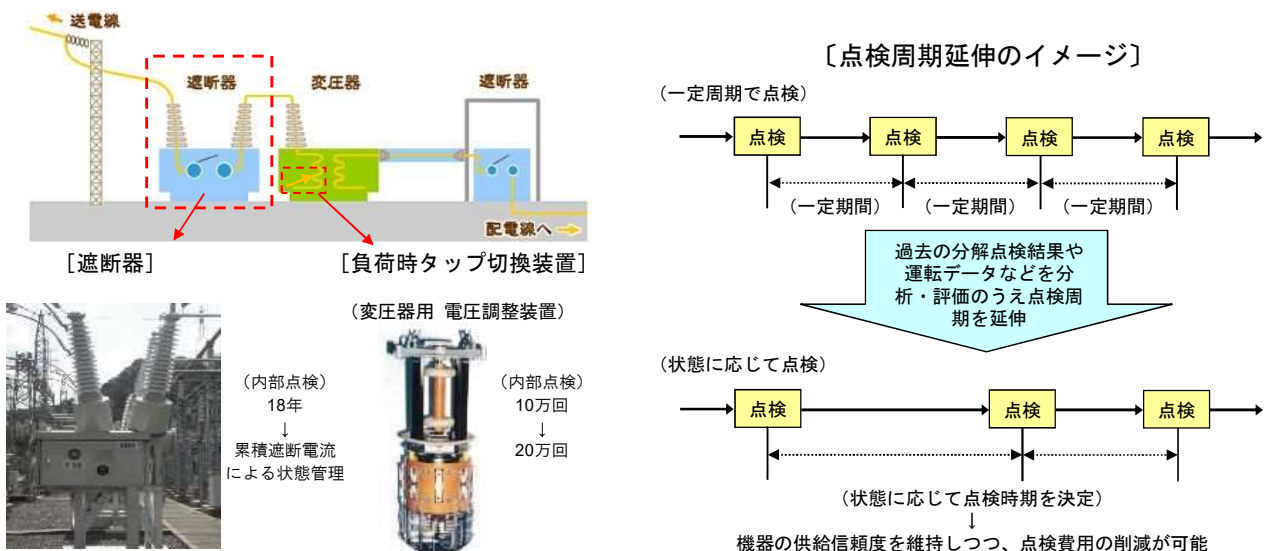 送電線
遮断器
変圧器
遮断器
配電線へ
［遮断器］
［負荷時タップ切換装置］
（変圧器用 電圧調整装置）
（内部点検）
18年
↓
累積遮断電流
による状態管理
（内部点検）
10万回
↓
20万回
〔点検周期延伸のイメージ〕
（一定周期で点検）
点検 点検 点検 点検
（一定期間） （一定期間） （一定期間）
過去の分解点検結果や
運転データなどを分
析・評価のうえ点検周
期を延伸
（状態に応じて点検）
点検 点検 点検
（状態に応じて点検時期を決定）
↓
機器の供給信頼度を維持しつつ、点検費用の削減が可能